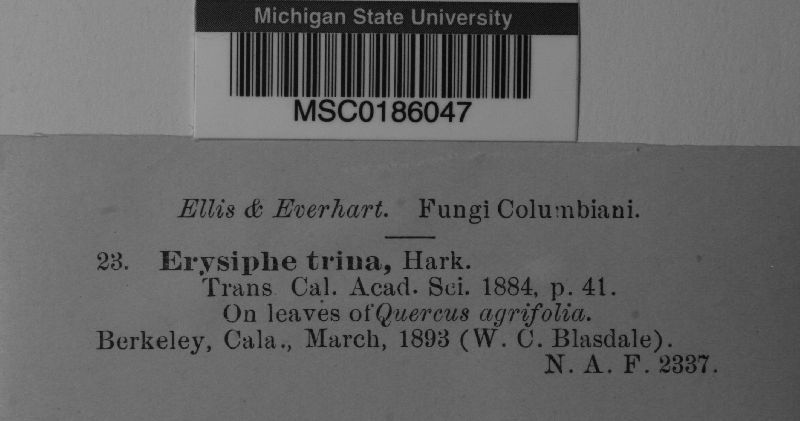 Michigan State University
MSC0186047
Ellis & Everhart. Fungi Columbiani.
23. Erysiphe trina, Hark.
Trans. Cal. Acad. Sci. 1884, p. 41.
On leaves of Quercus agrifolia.
Berkeley, Cala., March, 1893 (W. C. Blasdale).
N. A. F. 2337.